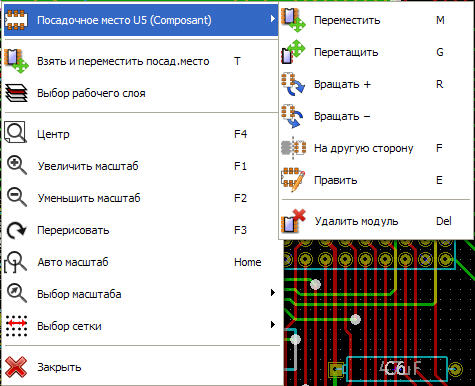 Посадочное место U5 (Composant)
Взять и переместить посад.место T
Выбор рабочего слоя
Центр F4
Увеличить масштаб F1
Уменьшить масштаб F2
Перерисовать F3
Авто масштаб Home
Выбор масштаба
Выбор сетки
Закрыть
Переместить M
Перетащить G
Вращать + R
Вращать − R
На другую сторону F
Править E
Удалить модуль Del
C6